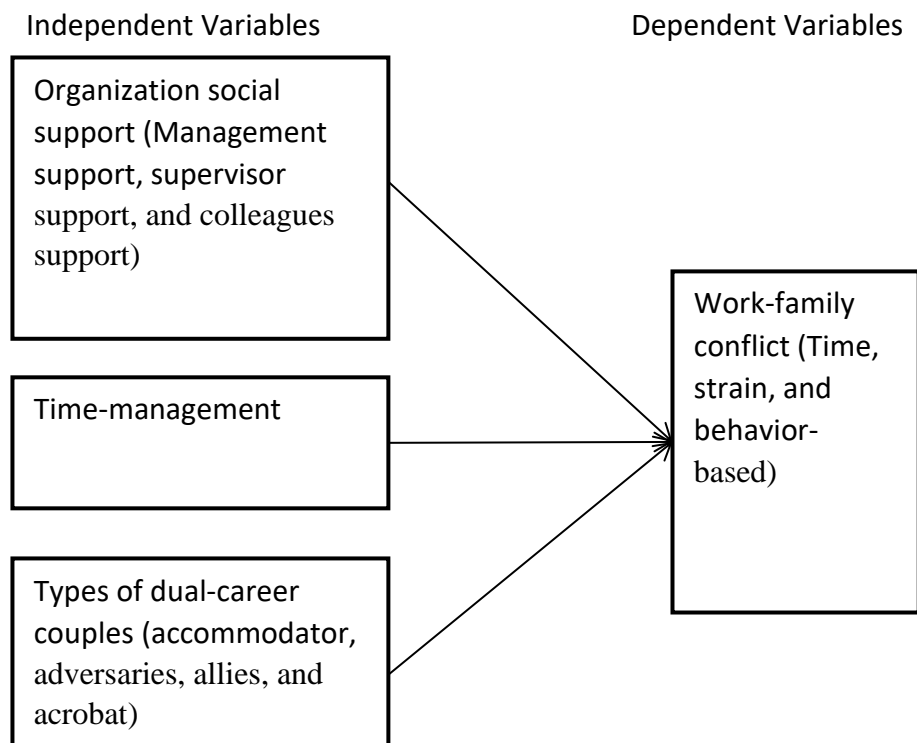 Independent Variables
Dependent Variables
Organization social
support (Management
support, supervisor
support, and colleagues
support)
Time-management
Types of dual-career
couples (accommodator,
adversaries, allies, and
acrobat)
Work-family
conflict (Time,
strain, and
behavior-
based)